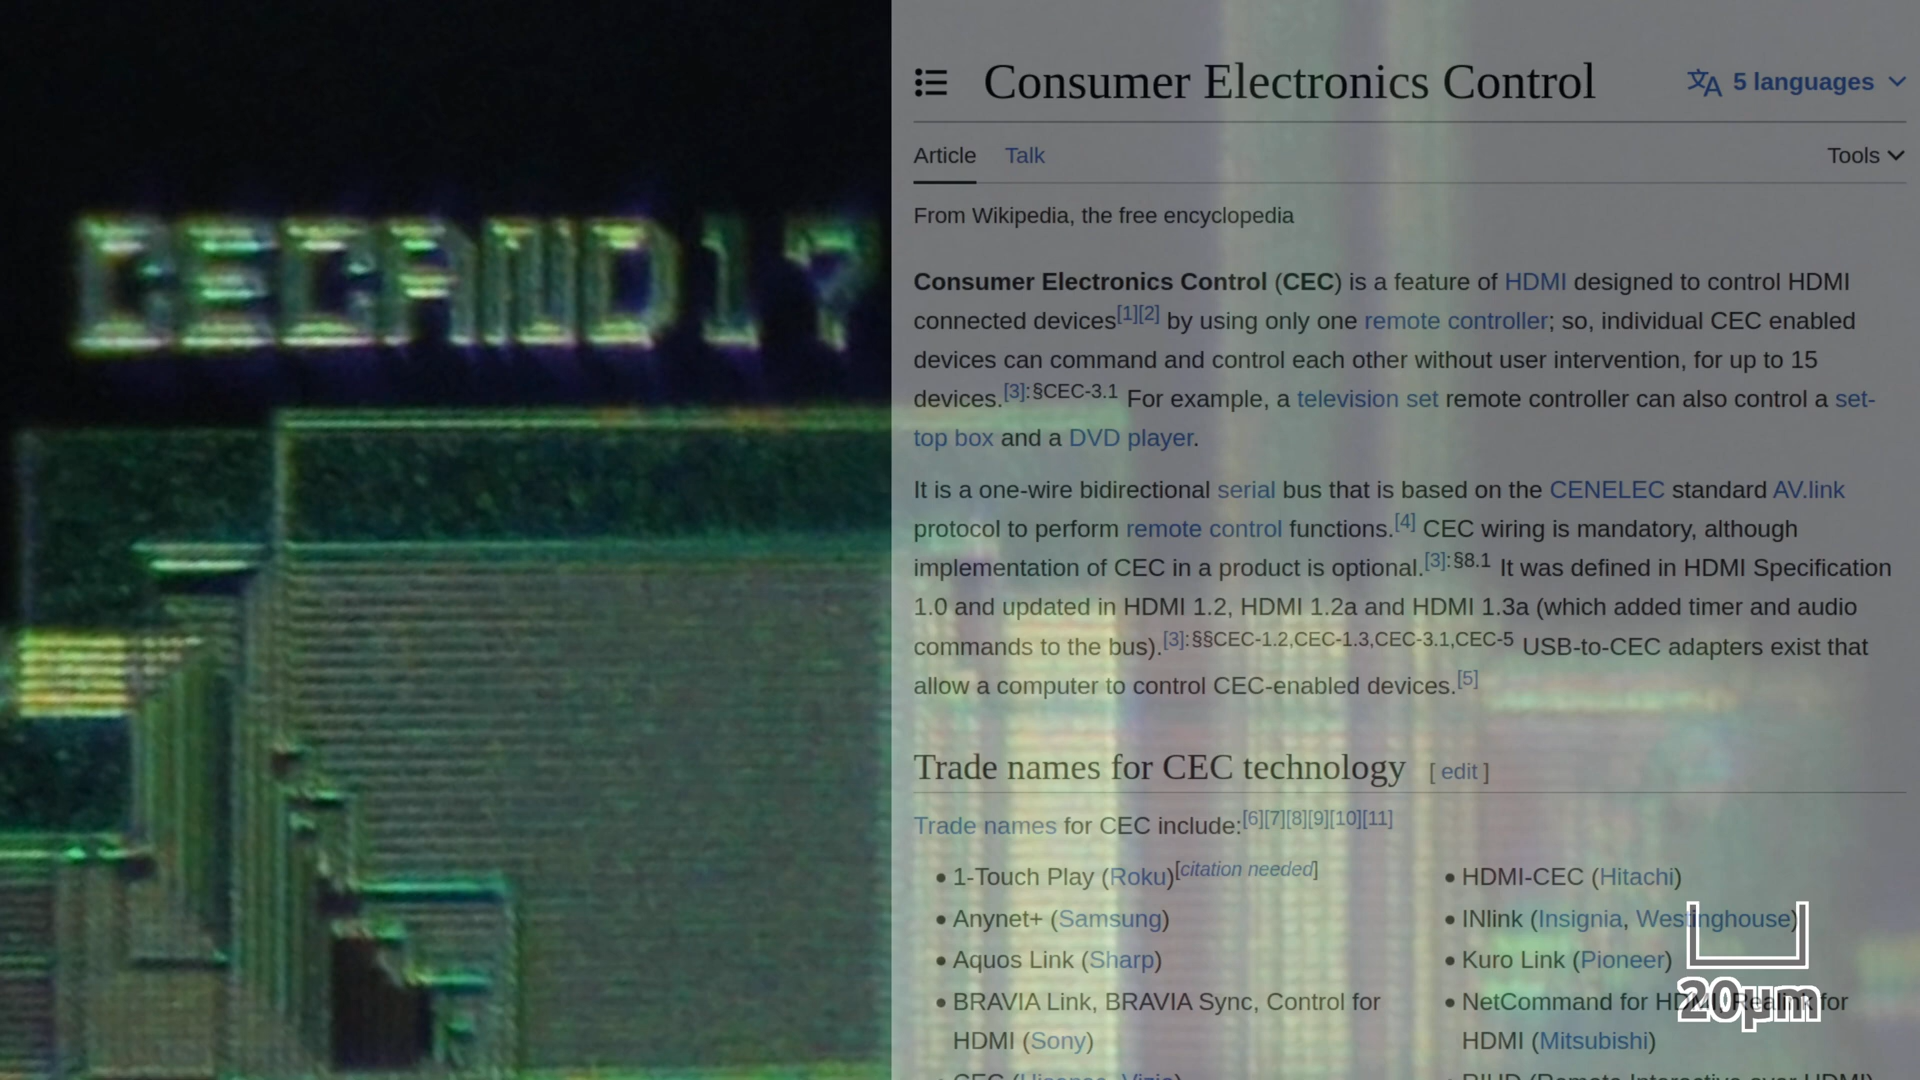 Consumer Electronics Control
5 languages
Article Talk Tools
From Wikipedia, the free encyclopedia
Consumer Electronics Control (CEC) is a feature of HDMI designed to control HDMI
connected devices[1][2] by using only one remote controller; so, individual CEC enabled
devices can command and control each other without user intervention, for up to 15
devices.[3]:§CEC-3.1 For example, a television set remote controller can also control a set-
top box and a DVD player.
It is a one-wire bidirectional serial bus that is based on the CENELEC standard AV.link
protocol to perform remote control functions.[4] CEC wiring is mandatory, although
implementation of CEC in a product is optional.[3]:§8.1 It was defined in HDMI Specification
1.0 and updated in HDMI 1.2, HDMI 1.2a and HDMI 1.3a (which added timer and audio
commands to the bus).[3]:§§CEC-1.2,CEC-1.3,CEC-3.1,CEC-5 USB-to-CEC adapters exist that
allow a computer to control CEC-enabled devices.[5]
Trade names for CEC technology [ edit ]
Trade names for CEC include:[6][7][8][9][10][11]
• 1-Touch Play (Roku)[citation needed]
• Anynet+ (Samsung)
• Aquos Link (Sharp)
• BRAVIA Link, BRAVIA Sync, Control for
HDMI (Sony)
• HDMI-CEC (Hitachi)
• INlink (Insignia, Westinghouse)
• Kuro Link (Pioneer)
• NetCommand for HDMI, Realink for
HDMI (Mitsubishi)
20µm